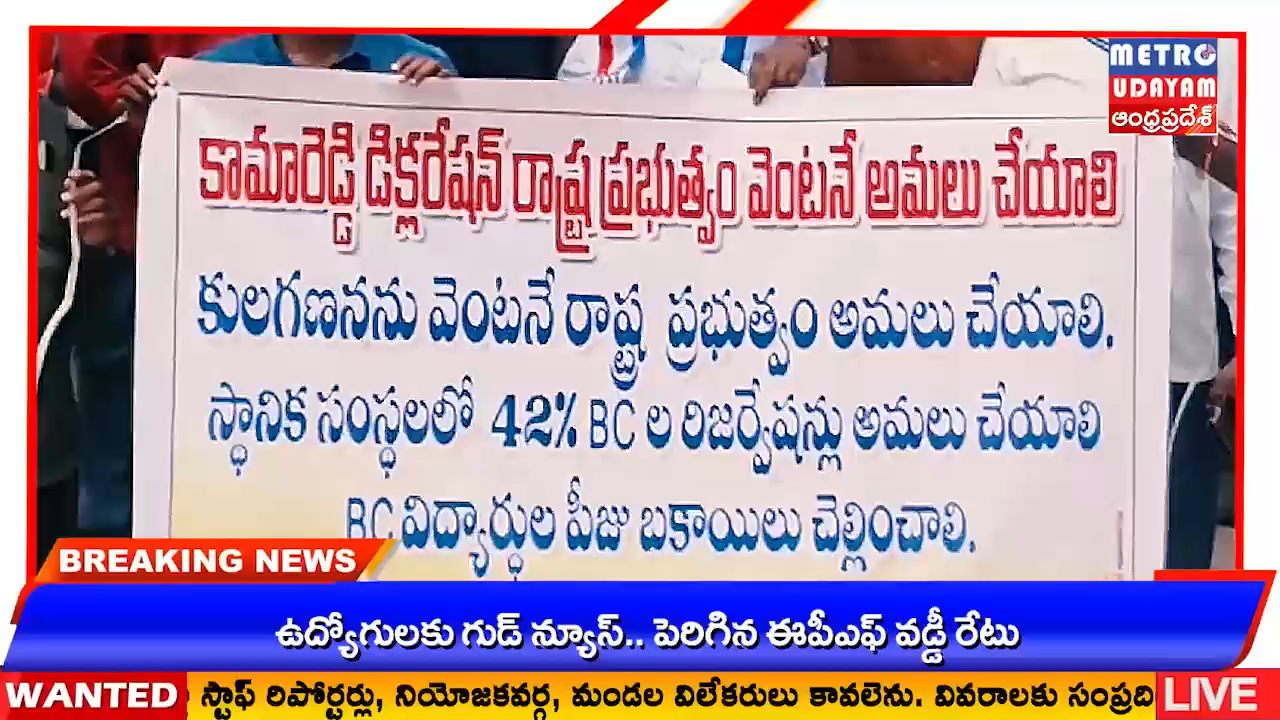 METRO
UDAYAM
ఆంధ్రప్రదేశ్
కామారెడ్డి డిక్లరేషన్ రాష్ట్ర ప్రభుత్వం వెంటనే అమలు చేయాలి
కులగణనను వెంటనే రాష్ట్ర ప్రభుత్వం అమలు చేయాలి.
స్థానిక సంస్థలలో 42% BC ల రిజర్వేషన్లు అమలు చేయాలి
BC విద్యార్థుల పీజు బకాయిలు చెల్లించాలి.
BREAKING NEWS
ఉద్యోగులకు గుడ్ న్యూస్.. పెరిగిన ఈపీఎఫ్ వడ్డీ రేటు
WANTED స్టాఫ్ రిపోర్టర్లు, నియోజకవర్గ, మండల విలేకరులు కావలెను. వివరాలకు సంప్రది LIVE